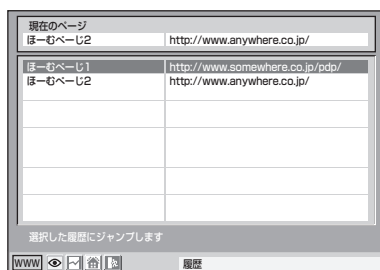 現在のページ
ほーむぺーじ2 http://www.anywhere.co.jp/
ほーむぺーじ1 http://www.somewhere.co.jp/pdp/
ほーむぺーじ2 http://www.anywhere.co.jp/
選択した履歴にジャンプします
WWW 履歴